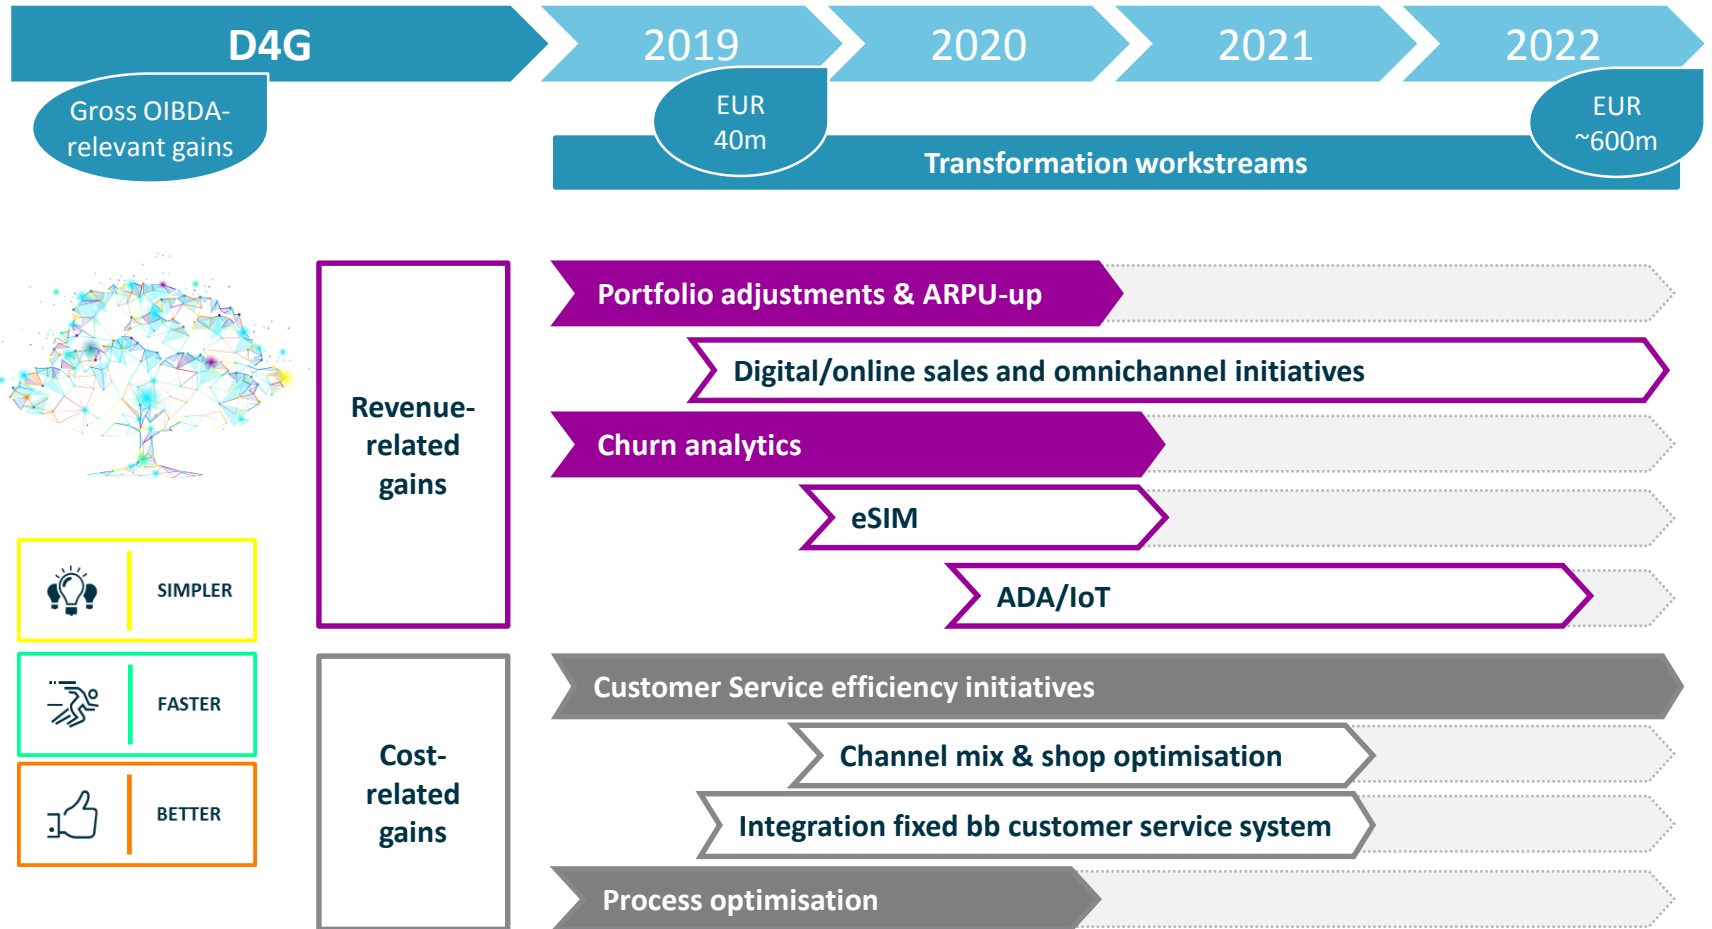 D4G
2019
2020
2021
2022
Gross OIBDA-
relevant gains
EUR
40m
EUR
~600m
Transformation workstreams
Revenue-
related
gains
Portfolio adjustments & ARPU-up
Digital/online sales and omnichannel initiatives
Churn analytics
eSIM
ADA/IoT
SIMPLER
FASTER
BETTER
Cost-
related
gains
Customer Service efficiency initiatives
Channel mix & shop optimisation
Integration fixed bb customer service system
Process optimisation